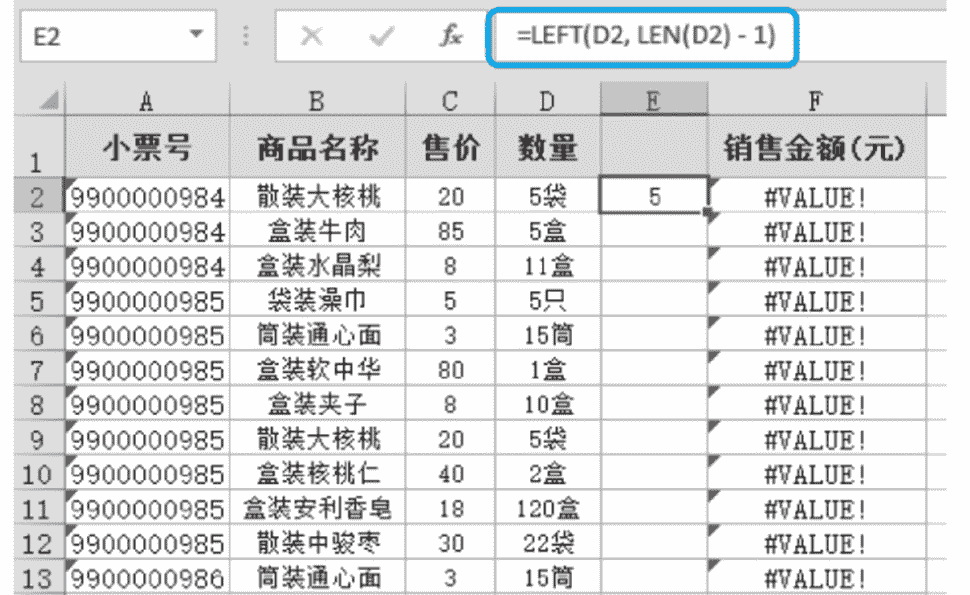 E2 fx =LEFT(D2, LEN(D2) - 1)
A B C D E F
1 小票号 商品名称 售价 数量 销售金额(元)
2 9900000984 散装大核桃 20 5袋 5 #VALUE!
3 9900000984 盒装牛肉 85 5盒 #VALUE!
4 9900000984 盒装水晶梨 8 11盒 #VALUE!
5 9900000985 袋装澡巾 5 5只 #VALUE!
6 9900000985 筒装通心面 3 15筒 #VALUE!
7 9900000985 盒装软中华 80 1盒 #VALUE!
8 9900000985 盒装夹子 8 10盒 #VALUE!
9 9900000985 散装大核桃 20 5袋 #VALUE!
10 9900000985 盒装核桃仁 40 2盒 #VALUE!
11 9900000985 盒装安利香皂 18 120盒 #VALUE!
12 9900000985 散装中骏枣 30 22袋 #VALUE!
13 9900000986 筒装通心面 3 15筒 #VALUE!